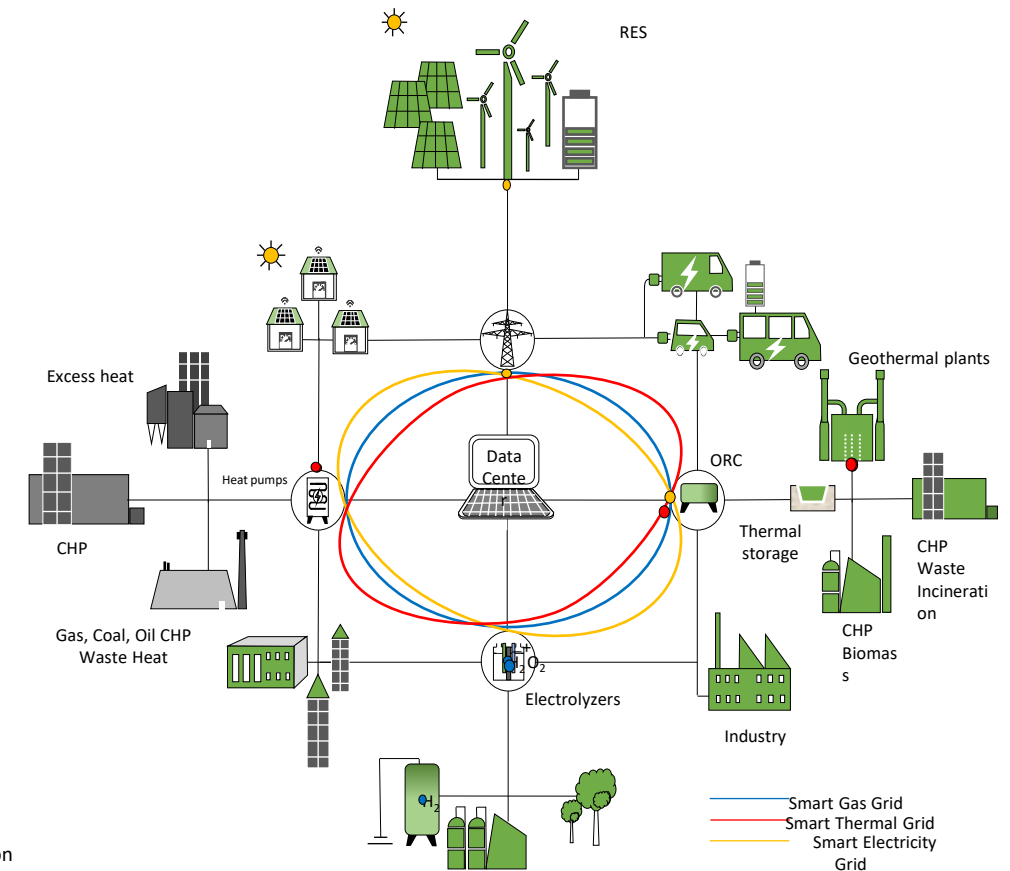 RES
Geothermal plants
Excess heat
Data
Cente
r
ORC
Heat pumps
Thermal
storage
CHP
CHP
Waste
Incinerati
on
Gas, Coal, Oil CHP
Waste Heat
CHP
Biomas
s
H2
O2
+
Electrolyzers
Industry
H2
Smart Gas Grid
Smart Thermal Grid
Smart Electricity
Grid
on